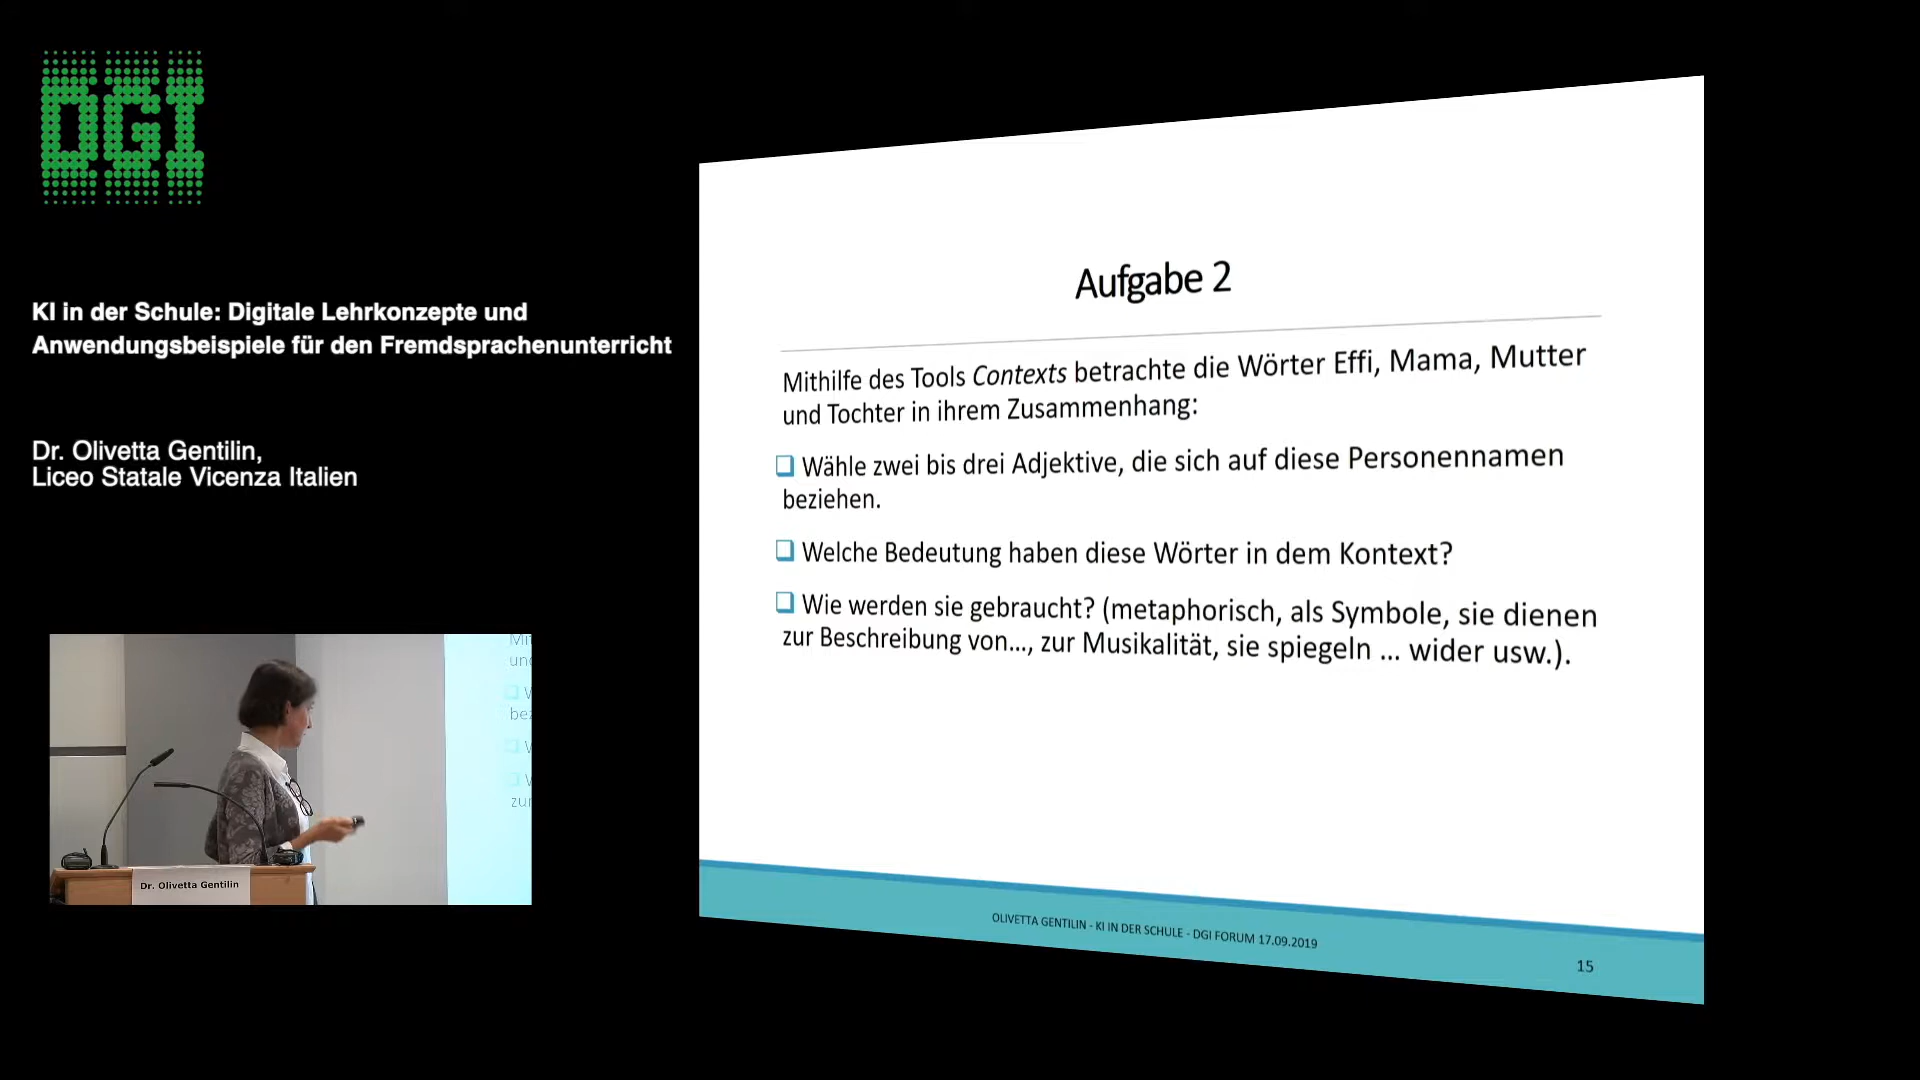 DGI
KI in der Schule: Digitale Lehrkonzepte und
Anwendungsbeispiele für den Fremdsprachenunterricht
Dr. Olivetta Gentilin,
Liceo Statale Vicenza Italien
Aufgabe 2
Mithilfe des Tools Contexts betrachte die Wörter Effi, Mama, Mutter
und Tochter in ihrem Zusammenhang:
❑ Wähle zwei bis drei Adjektive, die sich auf diese Personennamen
beziehen.
❑ Welche Bedeutung haben diese Wörter in dem Kontext?
❑ Wie werden sie gebraucht? (metaphorisch, als Symbole, sie dienen
zur Beschreibung von…, zur Musikalität, sie spiegeln … wider usw.).
OLIVETTA GENTILIN - KI IN DER SCHULE - DGI FORUM 17.09.2019
15
Dr. Olivetta Gentilin